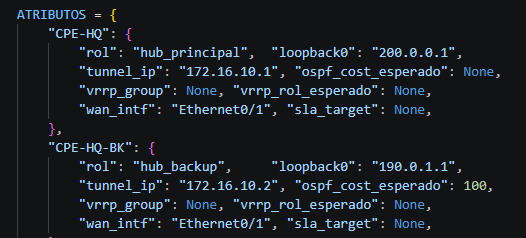 ATRIBUTOS = {
    "CPE-HQ": {
        "rol": "hub_principal",  "loopback0": "200.0.0.1",
        "tunnel_ip": "172.16.10.1", "ospf_cost_esperado": None,
        "vrrp_group": None, "vrrp_rol_esperado": None,
        "wan_intf": "Ethernet0/1", "sla_target": None,
    },
    "CPE-HQ-BK": {
        "rol": "hub_backup",     "loopback0": "190.0.1.1",
        "tunnel_ip": "172.16.10.2", "ospf_cost_esperado": 100,
        "vrrp_group": None, "vrrp_rol_esperado": None,
        "wan_intf": "Ethernet0/1", "sla_target": None,